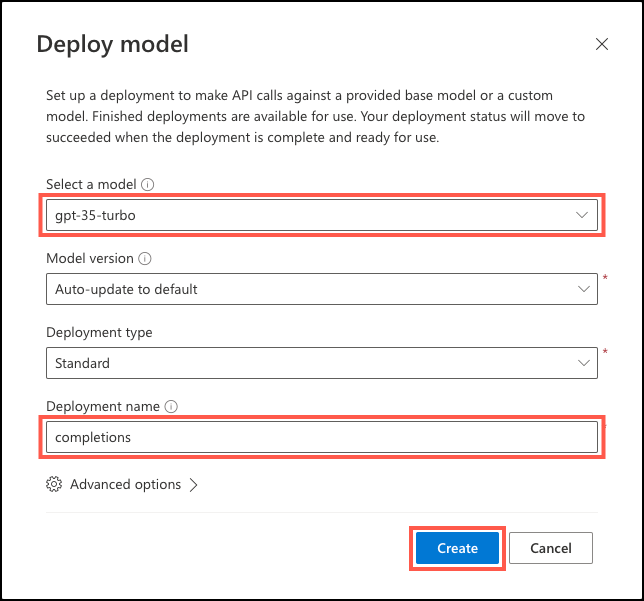 Deploy model
Set up a deployment to make API calls against a provided base model or a custom
model. Finished deployments are available for use. Your deployment status will move to
succeeded when the deployment is complete and ready for use.
Select a model
gpt-35-turbo
Model version
Auto-update to default
*
Deployment type
Standard
*
Deployment name
completions
Advanced options
Create
Cancel